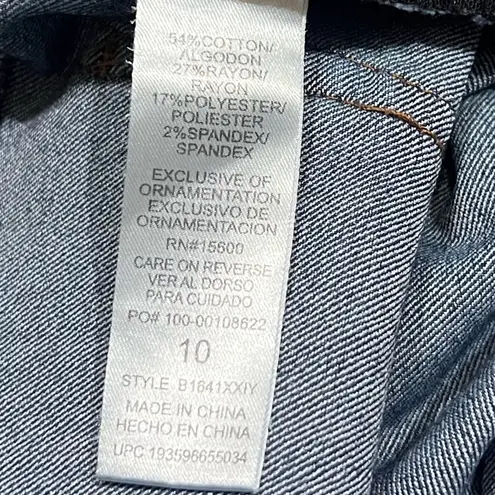 54%COTTON/
ALGODON
27%RAYON/
RAYON
17%POLYESTER/
POLIESTER
2%SPANDEX/
SPANDEX
EXCLUSIVE OF
ORNAMENTATION
EXCLUSIVO DE
ORNAMENTACION
RN#15600
CARE ON REVERSE
VER AL DORSO
PARA CUIDADO
PO# 100-00108622
10
STYLE B1641XXIY
MADE IN CHINA
HECHO EN CHINA
UPC 193596655034